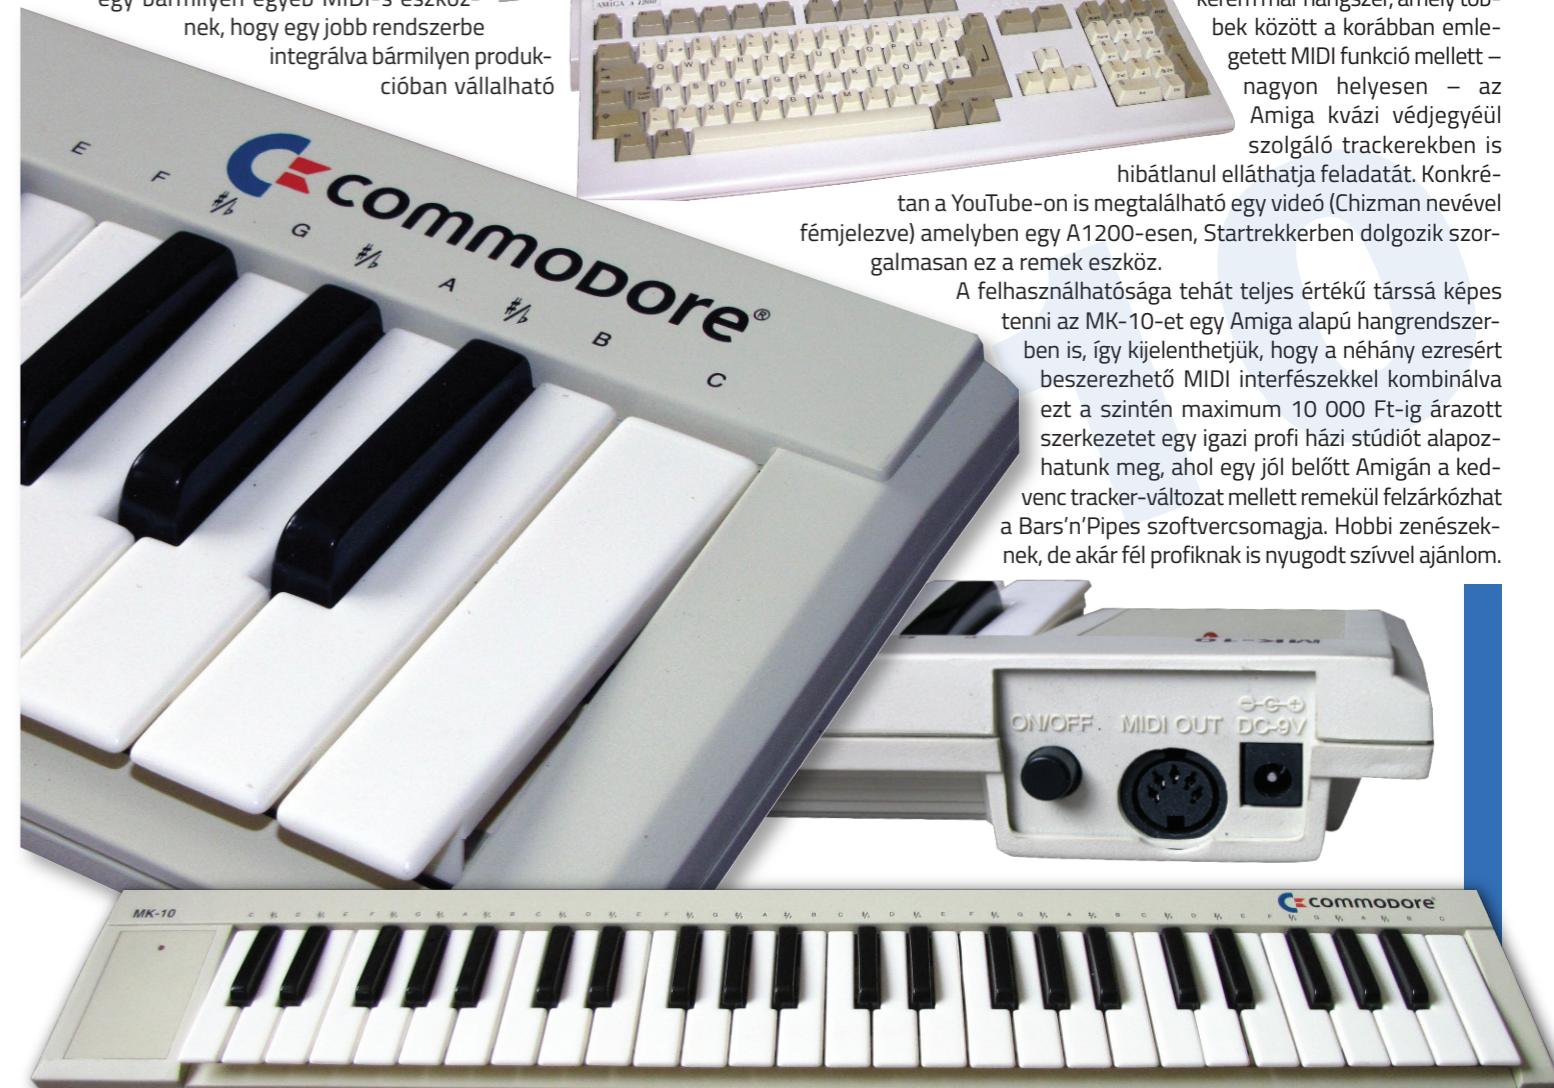 egy bármilyen egyéb MIDI-s eszköz-
nek, hogy egy jobb rendszerbe
integrálva bármilyen produk-
cióban vállalható
AMIGA A 1200
kérem már hangszer, amely töb-
bek között a korábban emle-
getett MIDI funkció mellett –
nagyon helyesen – az
Amiga kvázi védjegyéül
szolgáló trackerekben is
hibátlanul elláthatja feladatát. Konkré-
tan a YouTube-on is megtalálható egy videó (Chizman nevével
fémjelezve) amelyben egy A1200-esen, Startrekkerben dolgozik szor-
galmasan ez a remek eszköz.
A felhasználhatósága tehát teljes értékű társsá képes
tenni az MK-10-et egy Amiga alapú hangrendszer-
ben is, így kijelenthetjük, hogy a néhány ezresért
beszerezhető MIDI interfészekkel kombinálva
ezt a szintén maximum 10 000 Ft-ig árazott
szerkezetet egy igazi profi házi stúdiót alapoz-
hatunk meg, ahol egy jól belőtt Amigán a ked-
venc tracker-változat mellett remekül felzárkózhat
a Bars'n'Pipes szoftvercsomagja. Hobbi zenészek-
nek, de akár fél profiknak is nyugodt szívvel ajánlom.
10
commodore®
E F #/b G #/b A #/b B C
MK-10
ON/OFF MIDI OUT DC-9V
MK-10
commodore
C #/b D #/b E F #/b G #/b A #/b B C #/b D #/b E F #/b G #/b A #/b B C #/b D #/b E F #/b G #/b A #/b B C #/b D #/b E F #/b G #/b A #/b B C